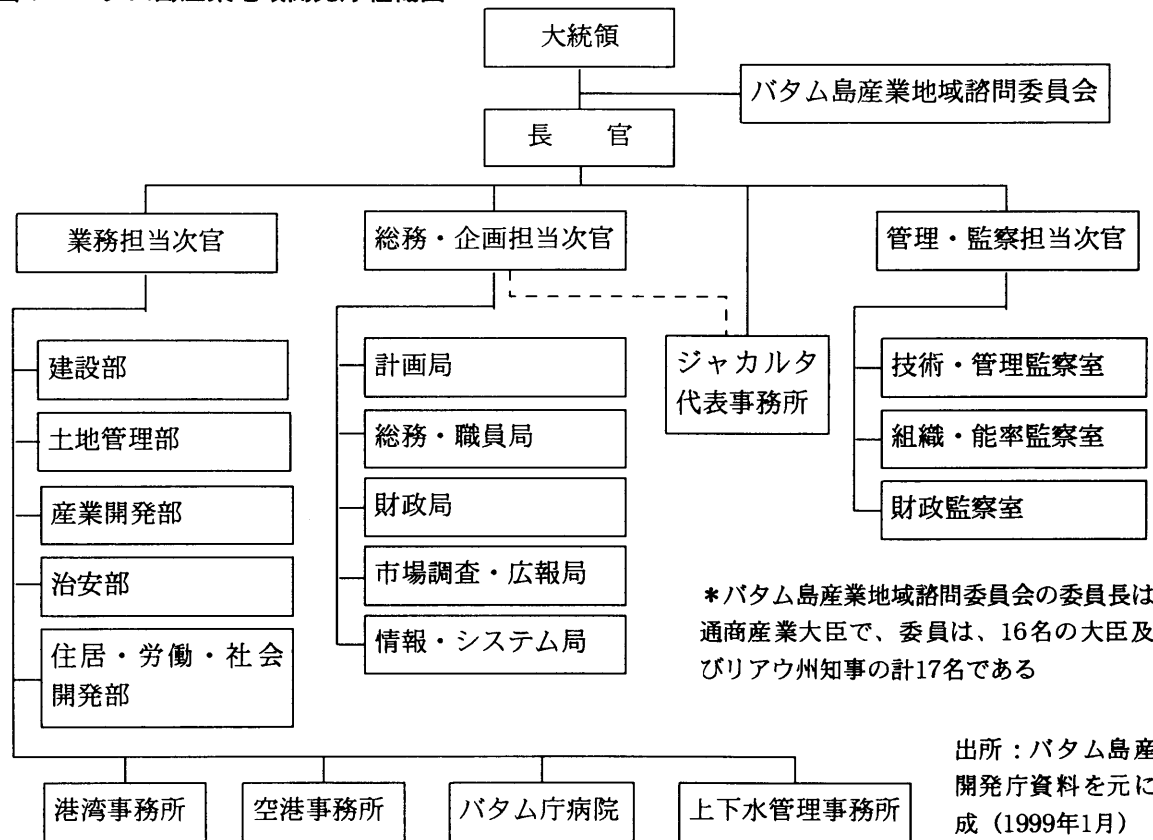 大統領
バタム島産業地域諮問委員会
長　　官
業務担当次官
総務・企画担当次官
管理・監察担当次官
建設部
土地管理部
産業開発部
治安部
住居・労働・社会
開発部
計画局
総務・職員局
財政局
市場調査・広報局
情報・システム局
ジャカルタ
代表事務所
技術・管理監察室
組織・能率監察室
財政監察室
＊バタム島産業地域諮問委員会の委員長は
通商産業大臣で、委員は、16名の大臣及
びリアウ州知事の計17名である
港湾事務所
空港事務所
バタム庁病院
上下水管理事務所
出所：バタム島産
開発庁資料を元に
成（1999年1月）